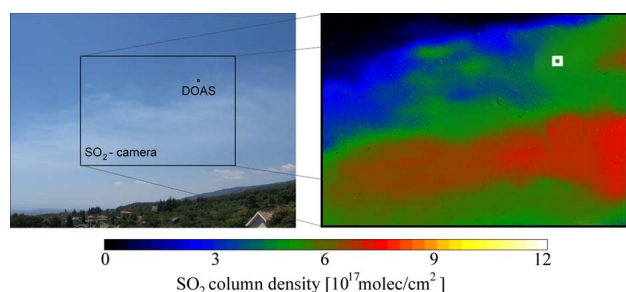 DOAS
SO₂ - camera
0 3 6 9 12
SO₂ column density [10¹⁷molec/cm²]